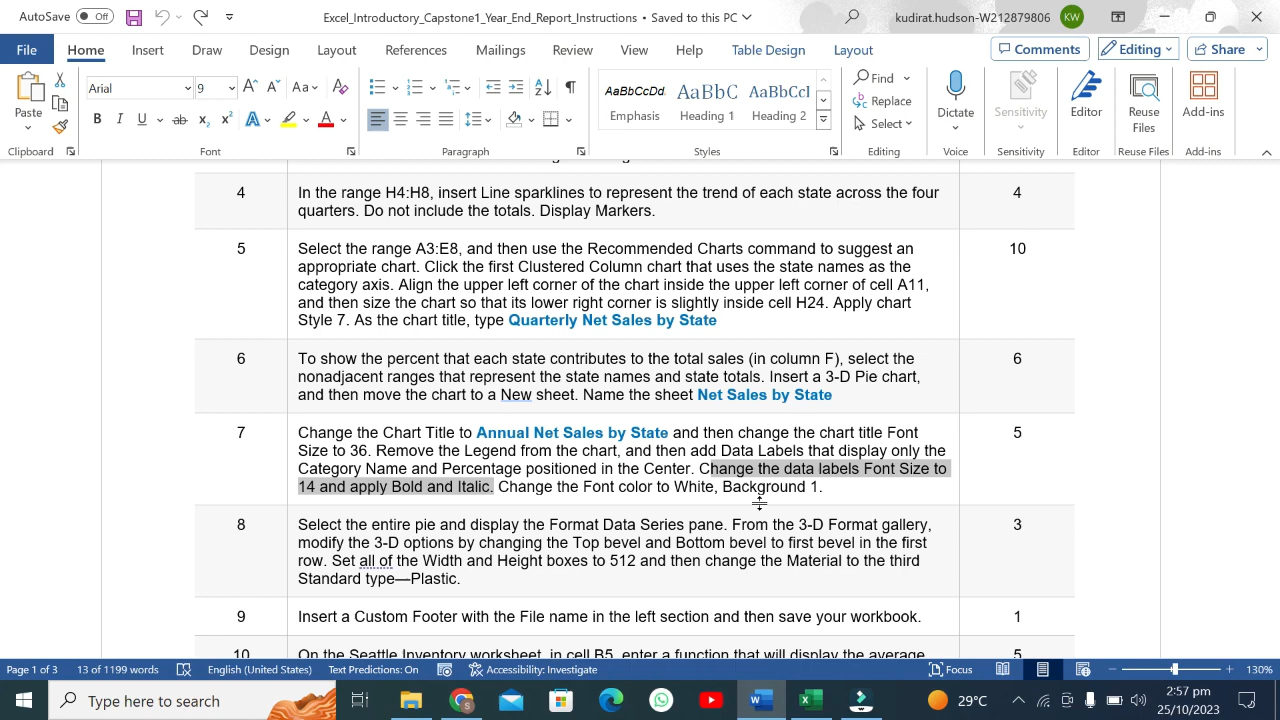 AutoSave Off Excel_Introductory_Capstone1_Year_End_Report_Instructions • Saved to this PC kudirat.hudson-W212879806 KW
File Home Insert Draw Design Layout References Mailings Review View Help Table Design Layout Comments Editing Share
Paste Arial 9 Aa AaBbCcDd Emphasis AaBbC Heading 1 AaBbCcI Heading 2 Find Replace Select Dictate Sensitivity Editor Reuse Files Add-ins
Clipboard Font Paragraph Styles Editing Voice Sensitivity Editor Reuse Files Add-ins
4 In the range H4:H8, insert Line sparklines to represent the trend of each state across the four 4
quarters. Do not include the totals. Display Markers.
5 Select the range A3:E8, and then use the Recommended Charts command to suggest an 10
appropriate chart. Click the first Clustered Column chart that uses the state names as the
category axis. Align the upper left corner of the chart inside the upper left corner of cell A11,
and then size the chart so that its lower right corner is slightly inside cell H24. Apply chart
Style 7. As the chart title, type Quarterly Net Sales by State
6 To show the percent that each state contributes to the total sales (in column F), select the 6
nonadjacent ranges that represent the state names and state totals. Insert a 3-D Pie chart,
and then move the chart to a New sheet. Name the sheet Net Sales by State
7 Change the Chart Title to Annual Net Sales by State and then change the chart title Font 5
Size to 36. Remove the Legend from the chart, and then add Data Labels that display only the
Category Name and Percentage positioned in the Center. Change the data labels Font Size to
14 and apply Bold and Italic. Change the Font color to White, Background 1.
8 Select the entire pie and display the Format Data Series pane. From the 3-D Format gallery, 3
modify the 3-D options by changing the Top bevel and Bottom bevel to first bevel in the first
row. Set all of the Width and Height boxes to 512 and then change the Material to the third
Standard type—Plastic.
9 Insert a Custom Footer with the File name in the left section and then save your workbook. 1
10 On the Seattle Inventory worksheet, in cell B5, enter a function that will display the average 5
Page 1 of 3 13 of 1199 words English (United States) Text Predictions: On Accessibility: Investigate Focus 130%
Type here to search 29°C 2:57 pm
25/10/2023